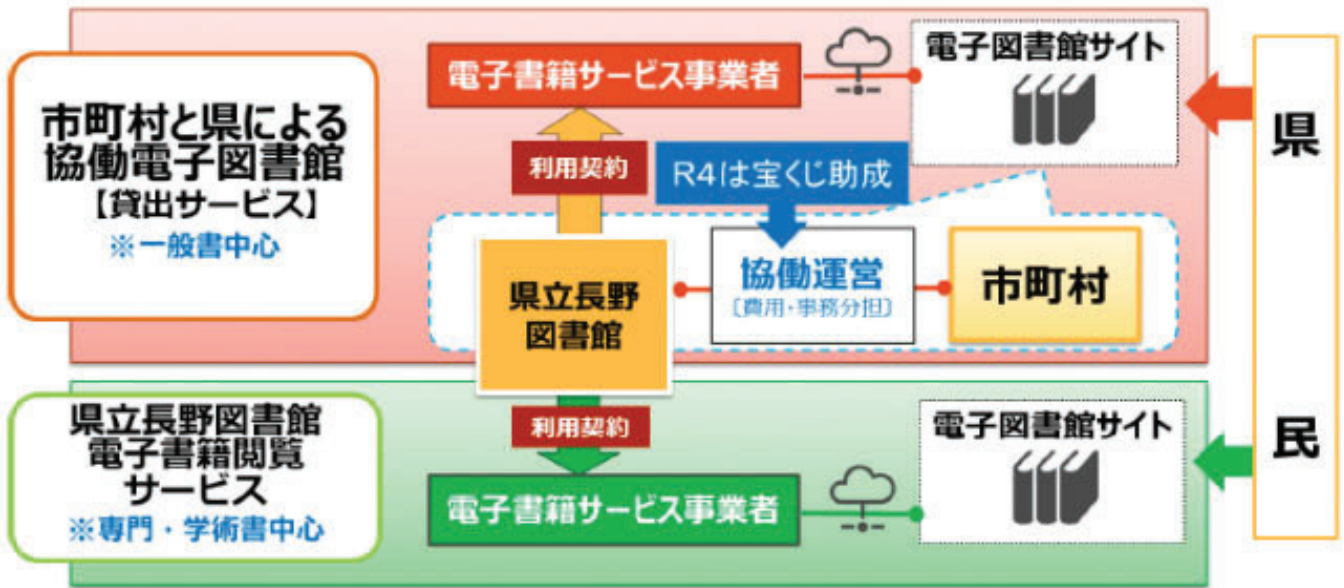 市町村と県による
協働電子図書館
【貸出サービス】
※一般書中心
電子書籍サービス事業者
利用契約
R4は宝くじ助成
電子図書館サイト
県立長野
図書館
協働運営
〔費用・事務分担〕
市町村
県立長野図書館
電子書籍閲覧
サービス
※専門・学術書中心
利用契約
電子書籍サービス事業者
電子図書館サイト
県
民